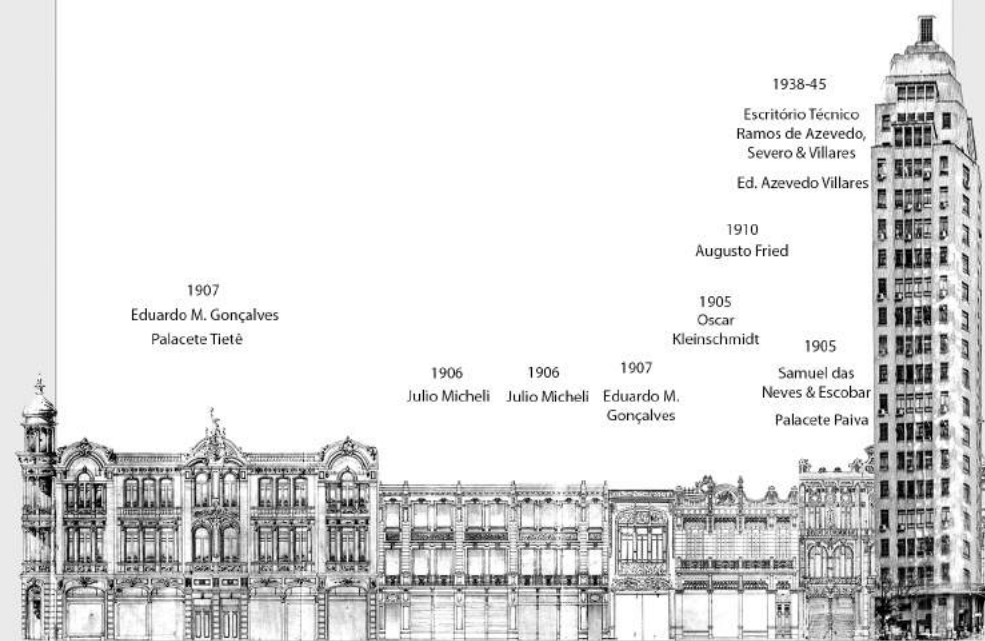 1938-45
Escritório Técnico
Ramos de Azevedo,
Severo & Villares
Ed. Azevedo Villares
1910
Augusto Fried
1907
Eduardo M. Gonçalves
Palacete Tietê
1905
Oscar
Kleinschmidt
1905
Samuel das
Neves & Escobar
Palacete Paiva
1906
Julio Micheli
1906
Julio Micheli
1907
Eduardo M.
Gonçalves